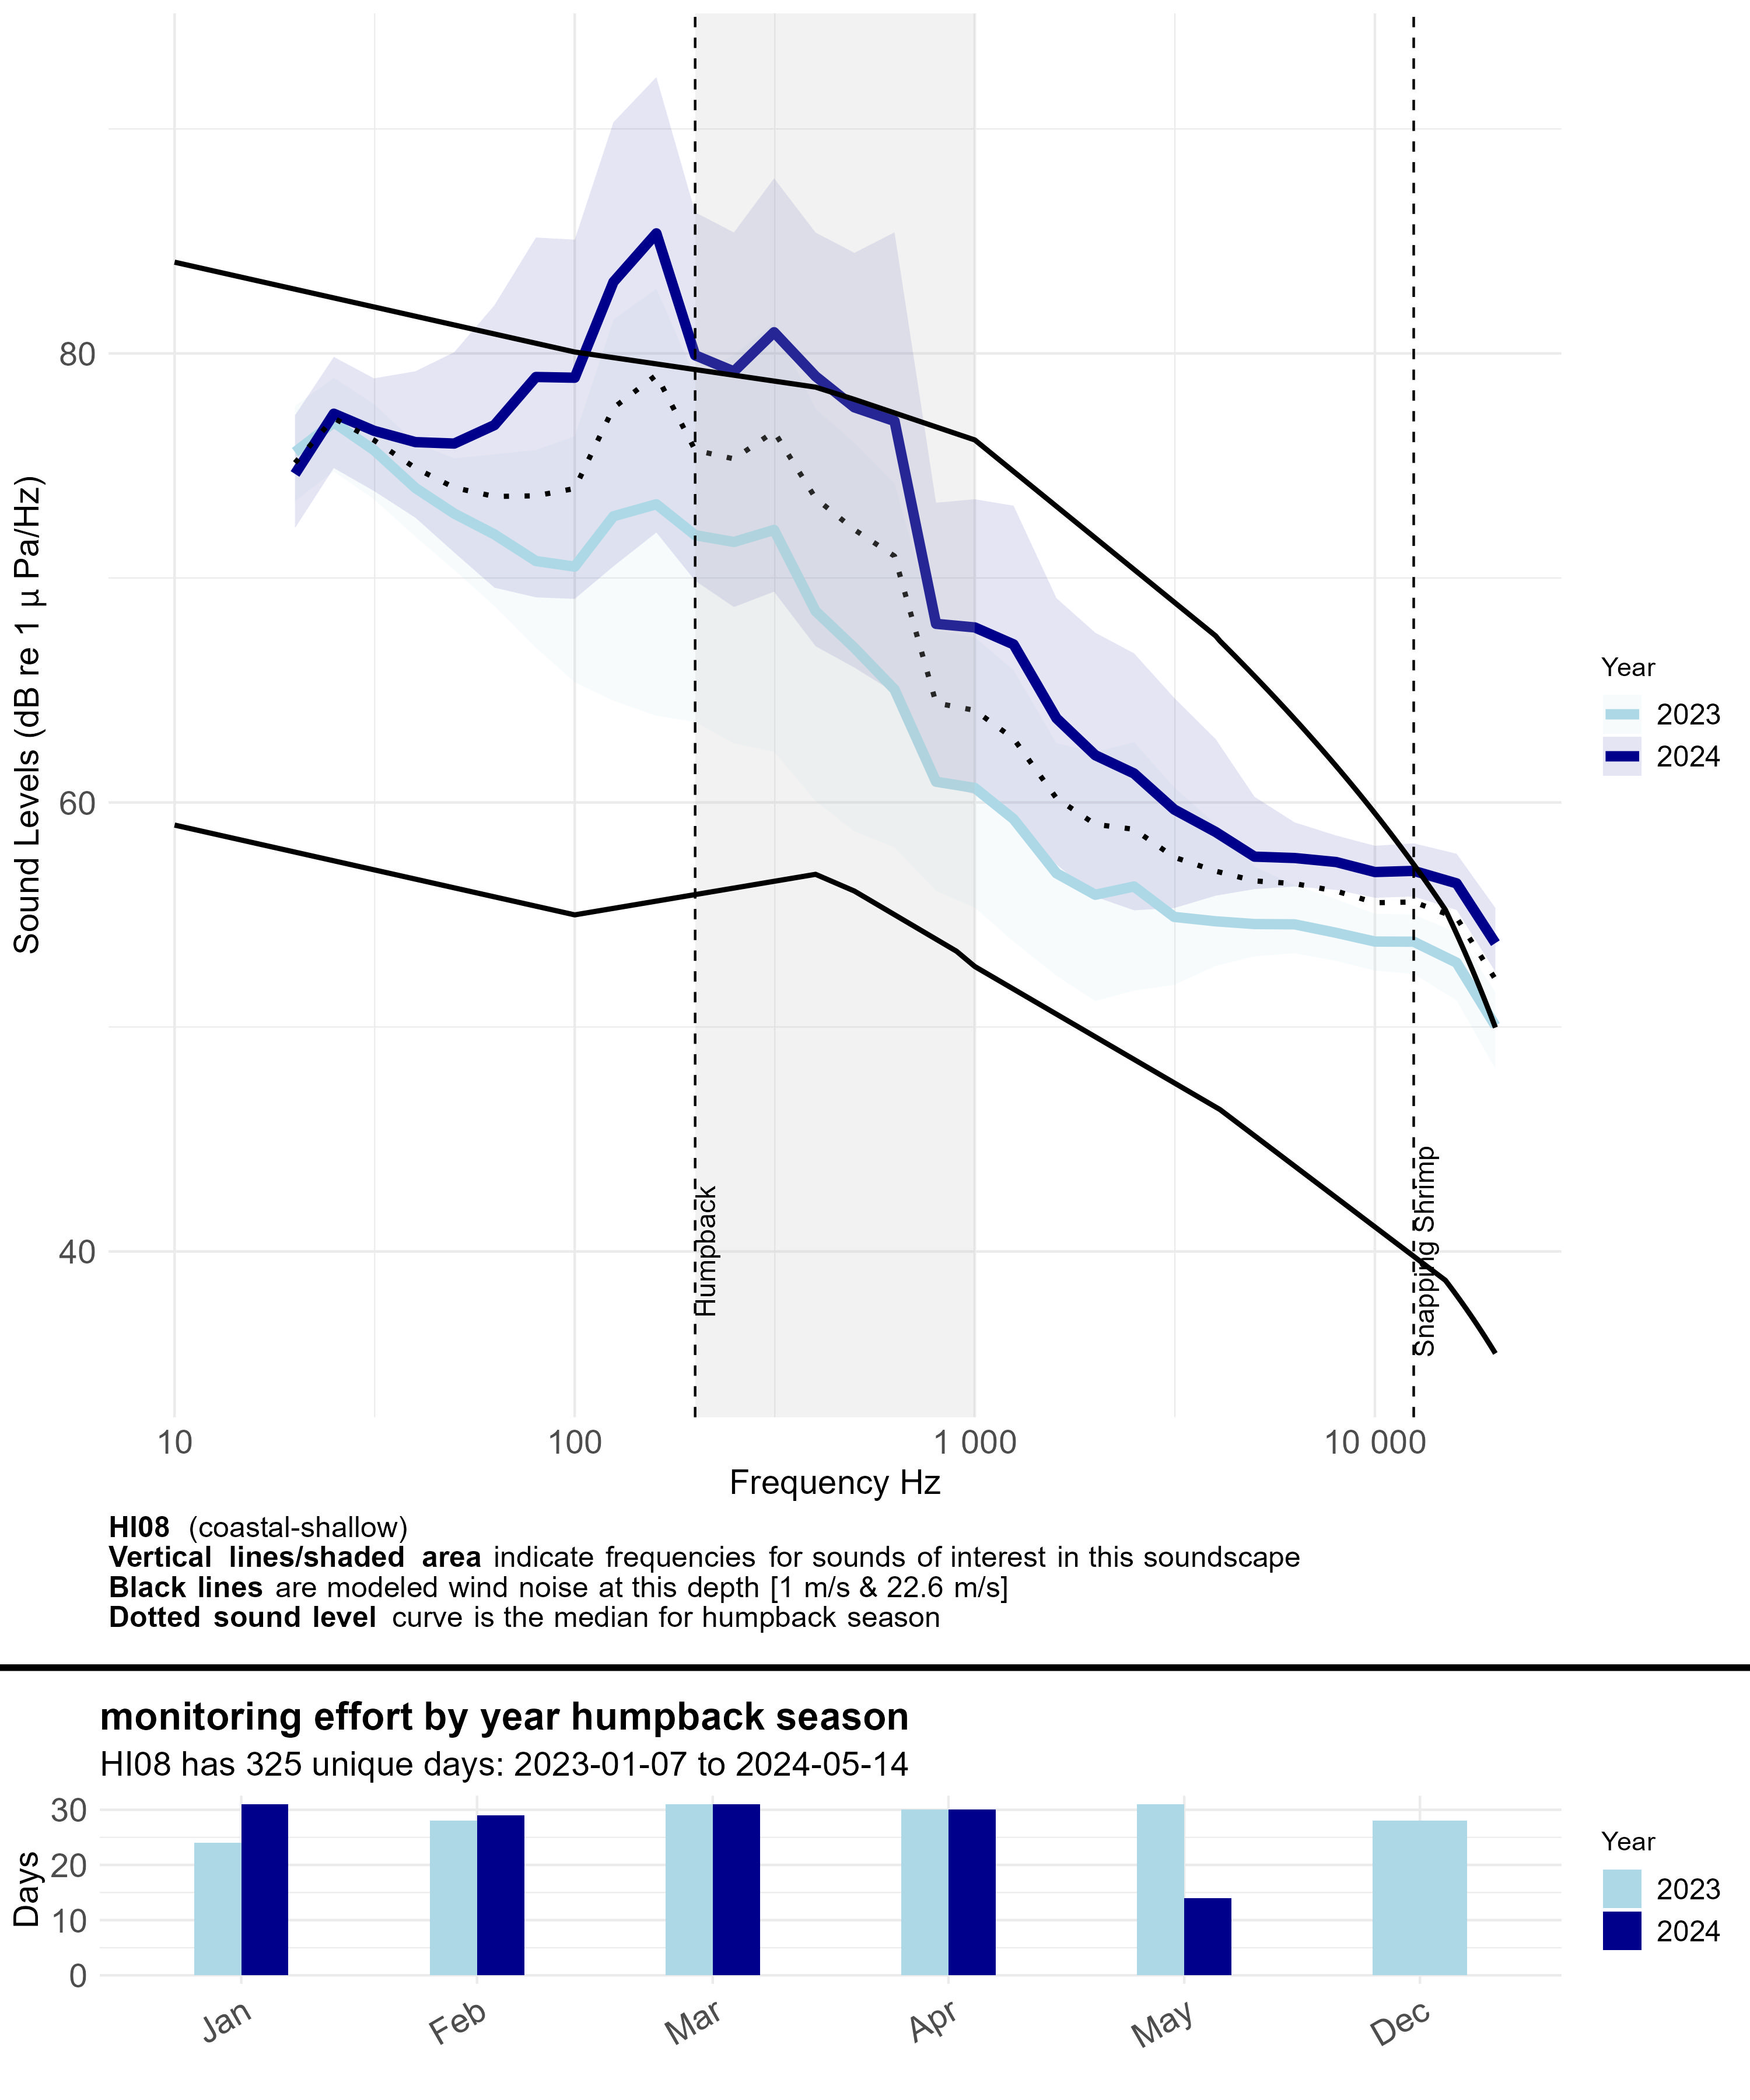 80
60
40
Sound Levels (dB re 1 µ Pa/Hz)
Humpback
Snapping Shrimp
10
100
1 000
10 000
Frequency Hz
Year
2023
2024
HI08 (coastal-shallow)
Vertical lines/shaded area indicate frequencies for sounds of interest in this soundscape
Black lines are modeled wind noise at this depth [1 m/s & 22.6 m/s]
Dotted sound level curve is the median for humpback season
monitoring effort by year humpback season
HI08 has 325 unique days: 2023-01-07 to 2024-05-14
30
20
10
0
Days
Jan
Feb
Mar
Apr
May
Dec
Year
2023
2024